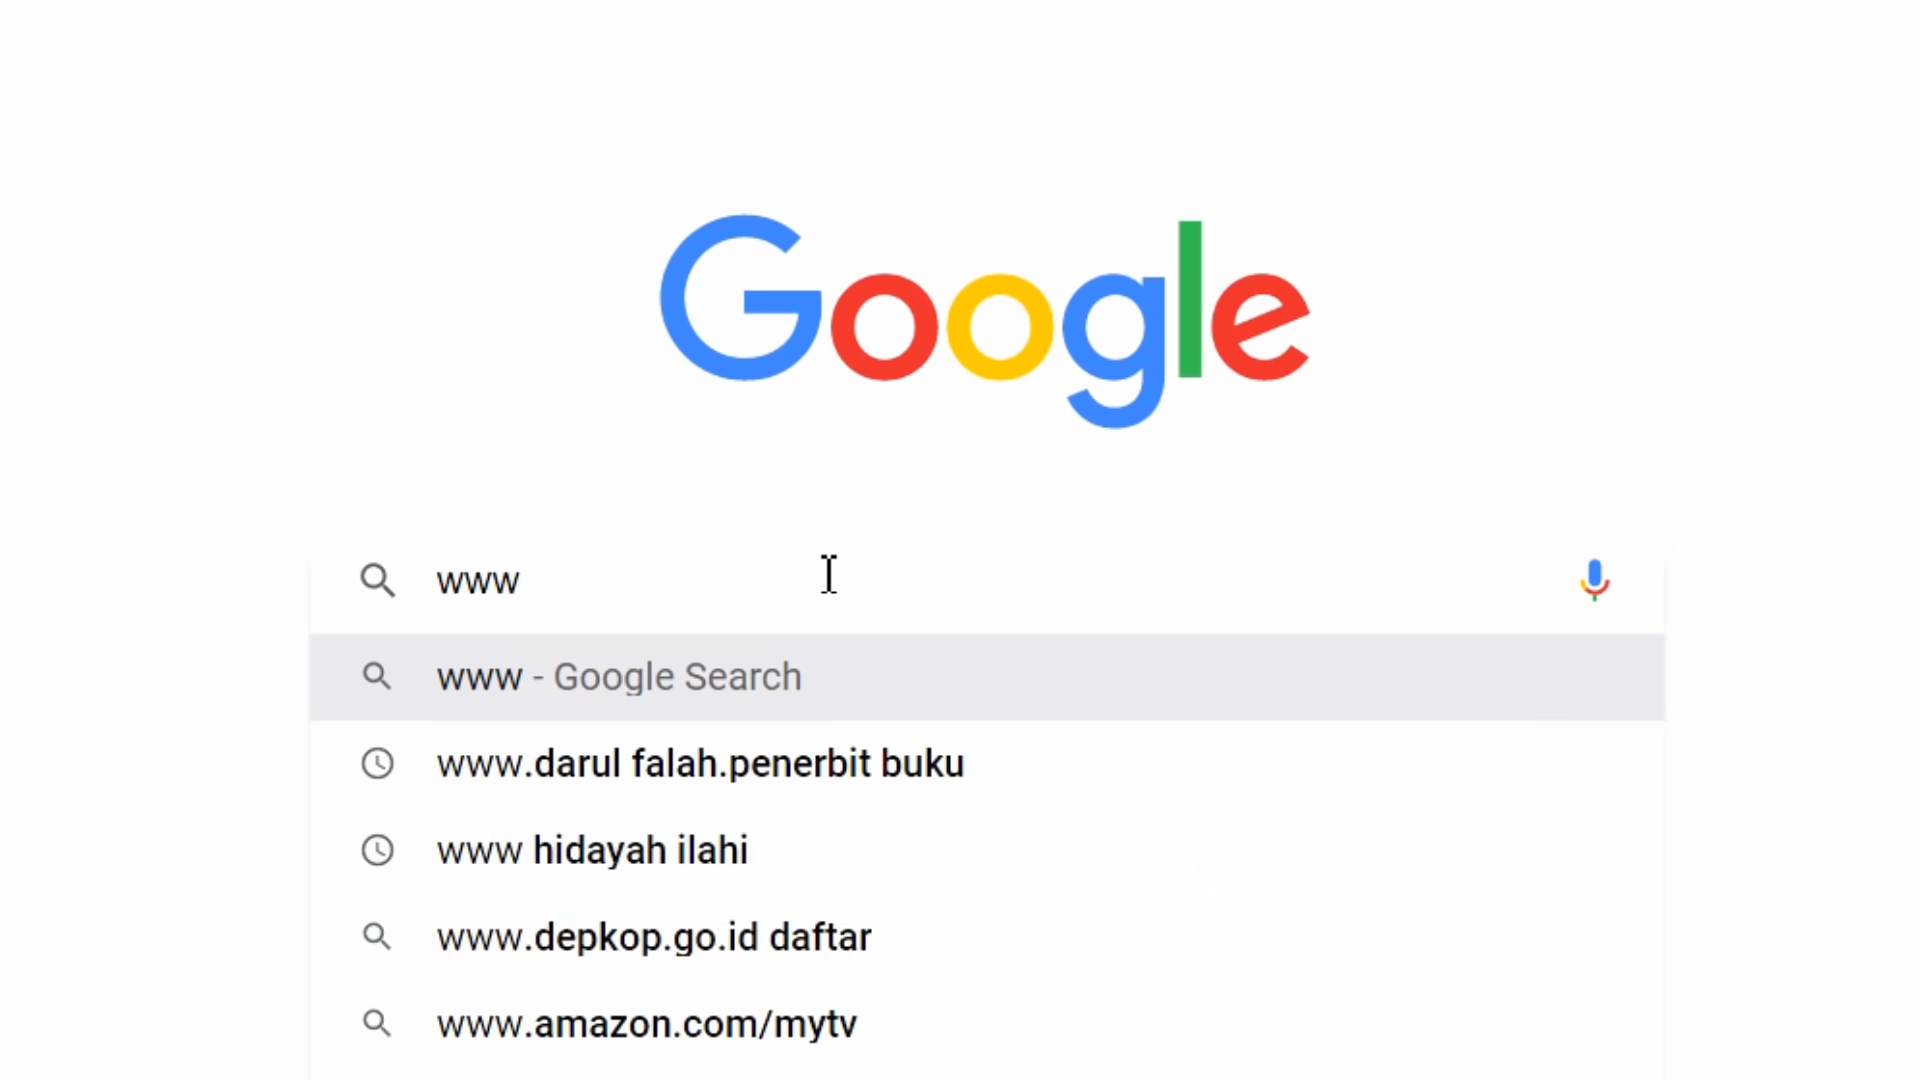 Google
www
www - Google Search
www.darul falah.penerbit buku
www hidayah ilahi
www.depkop.go.id daftar
www.amazon.com/mytv